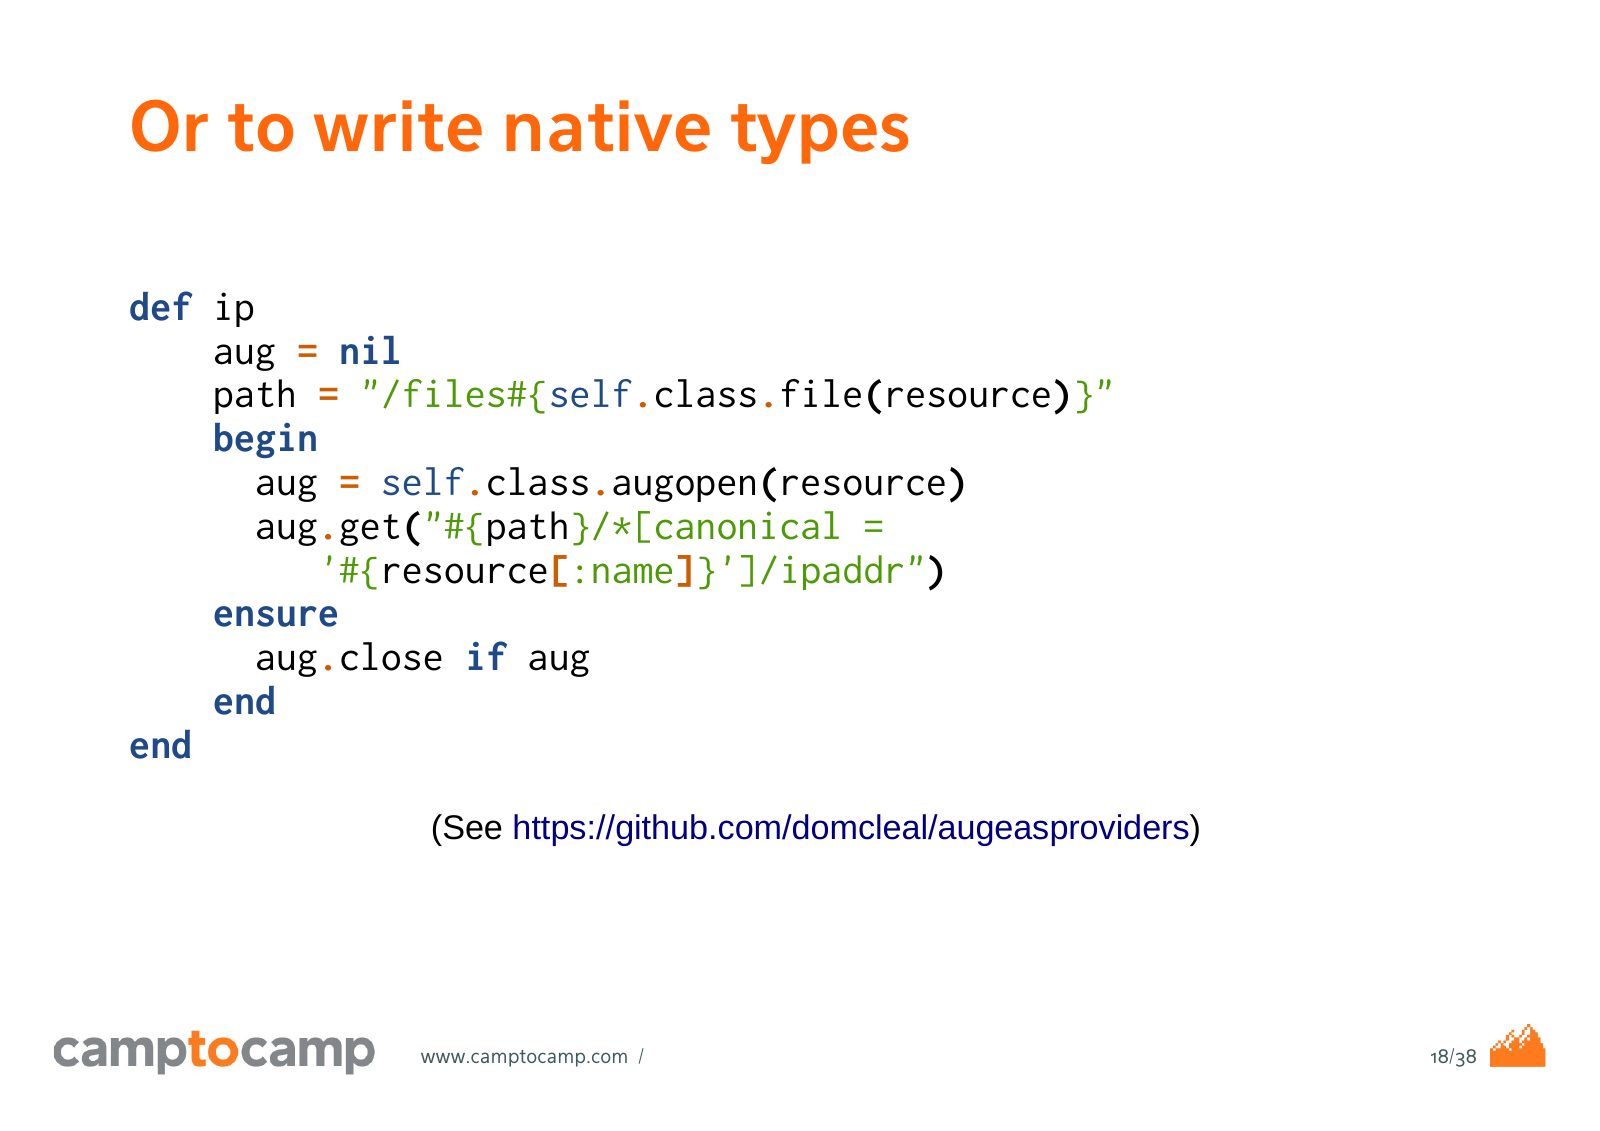 Or to write native types
def ip
    aug = nil
    path = "/files#{self.class.file(resource)}"
    begin
      aug = self.class.augopen(resource)
      aug.get("#{path}/*[canonical =
         '#{resource[:name]}']/ipaddr")
    ensure
      aug.close if aug
    end
end
(See https://github.com/domcleal/augeasproviders)
camptocamp
www.camptocamp.com /
18/38